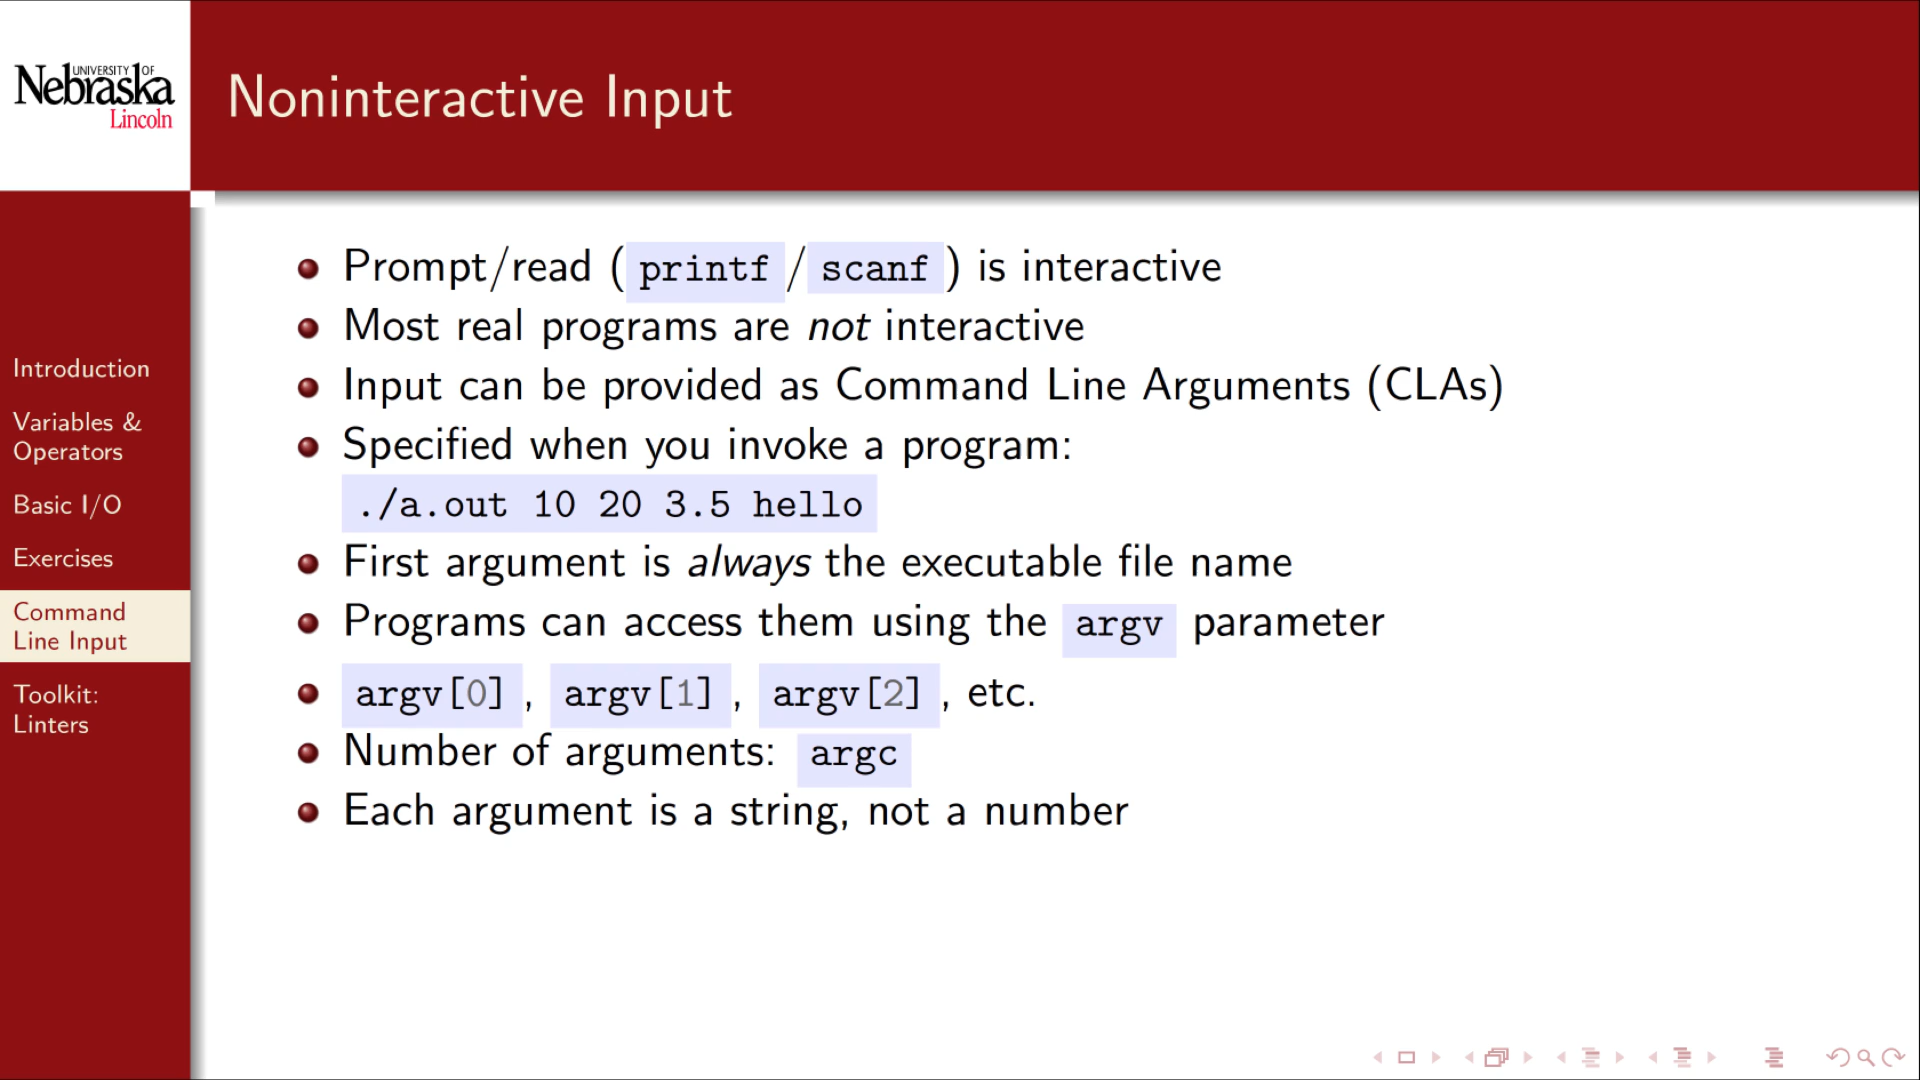 UNIVERSITY OF
Nebraska
Lincoln
Noninteractive Input
Introduction
Variables &
Operators
Basic I/O
Exercises
Command
Line Input
Toolkit:
Linters
Prompt/read ( printf / scanf ) is interactive
Most real programs are not interactive
Input can be provided as Command Line Arguments (CLAs)
Specified when you invoke a program:
./a.out 10 20 3.5 hello
First argument is always the executable file name
Programs can access them using the argv parameter
argv[0] , argv[1] , argv[2] , etc.
Number of arguments: argc
Each argument is a string, not a number